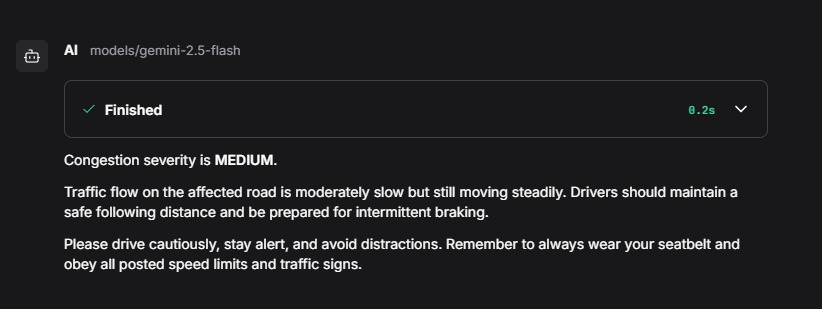 AI models/gemini-2.5-flash
Finished 0.2s
Congestion severity is MEDIUM.
Traffic flow on the affected road is moderately slow but still moving steadily. Drivers should maintain a
safe following distance and be prepared for intermittent braking.
Please drive cautiously, stay alert, and avoid distractions. Remember to always wear your seatbelt and
obey all posted speed limits and traffic signs.